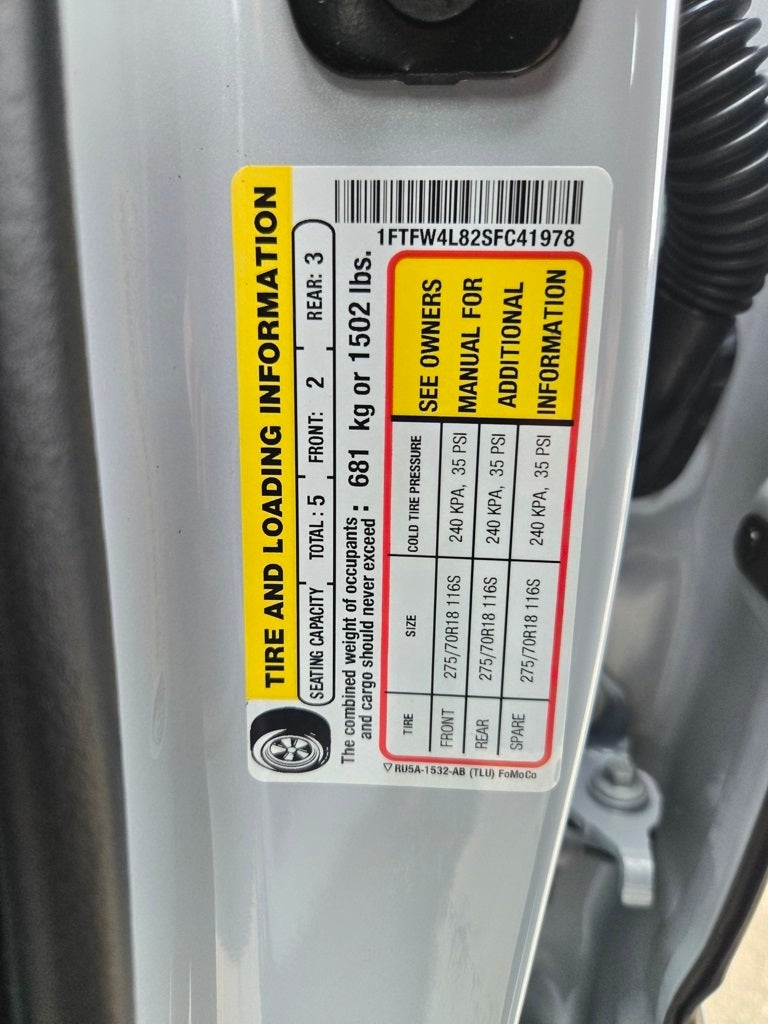 TIRE AND LOADING INFORMATION
SEATING CAPACITY TOTAL : 5 FRONT: 2 REAR: 3
The combined weight of occupants
and cargo should never exceed : 681 kg or 1502 lbs.
1FTFW4L82SFC41978
TIRE SIZE COLD TIRE PRESSURE
FRONT 275/70R18 116S 240 KPA, 35 PSI
REAR 275/70R18 116S 240 KPA, 35 PSI
SPARE 275/70R18 116S 240 KPA, 35 PSI
SEE OWNERS
MANUAL FOR
ADDITIONAL
INFORMATION
▽RU5A-1532-AB (TLU) FoMoCo